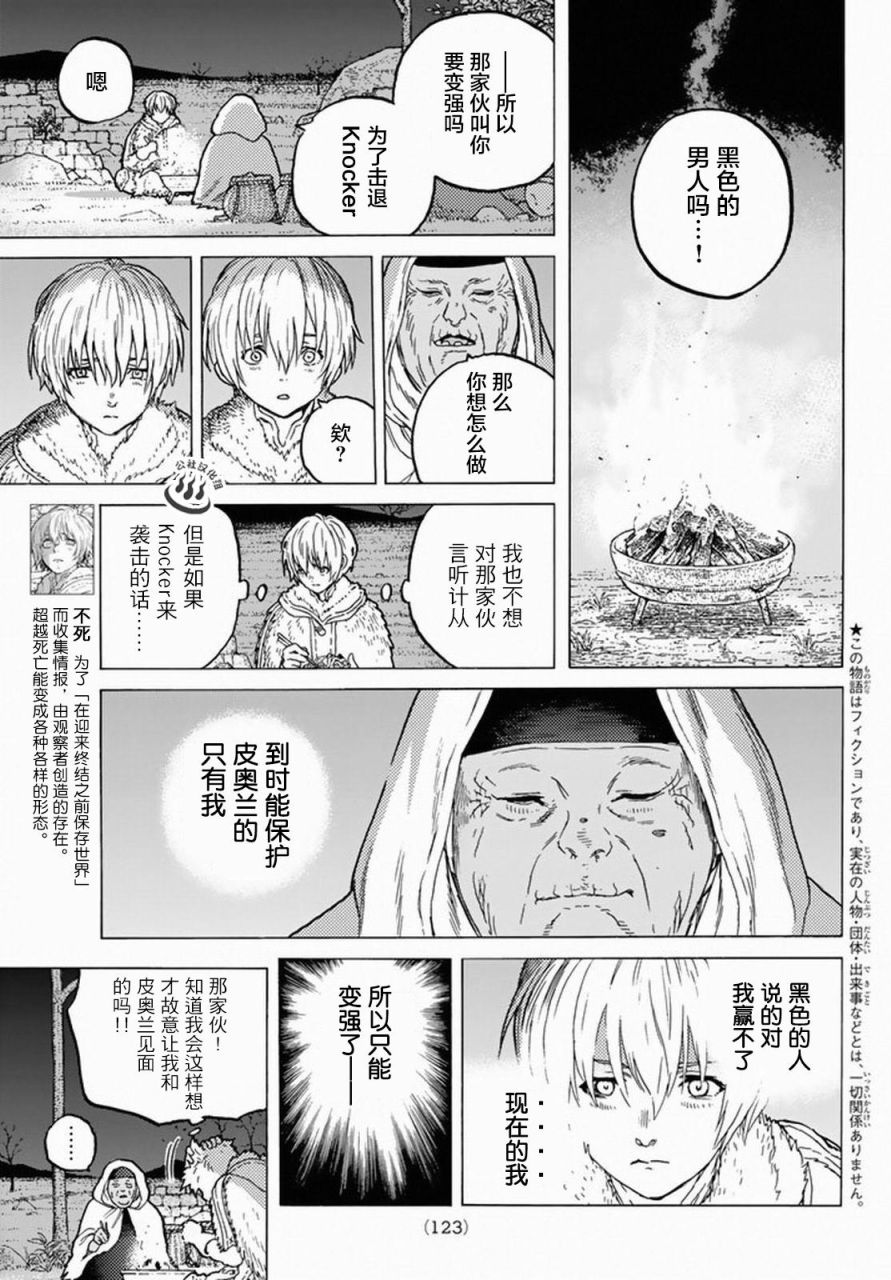 黑色的
男人吗…!
——所以
那家伙叫你
要变强吗
为了击退
Knocker
嗯
那么
你想怎么做
欸?
公社汉化组
我也不想
对那家伙
言听计从
但是如果
Knocker来
袭击的话……
不死 为了「在迎来终结之前保存世界」
而收集情报,由观察者创造的存在。
超越死亡能变成各种各样的形态。
到时能保护
皮奥兰的
只有我
黑色的人
说的对
我赢不了
现在的我
所以只能
变强了——
那家伙!
知道我会这样想
才故意让我和
皮奥兰见面
的吗!!
……
★この物語はフィクションであり、実在の人物・団体・出来事などとは、一切関係ありません。
(123)